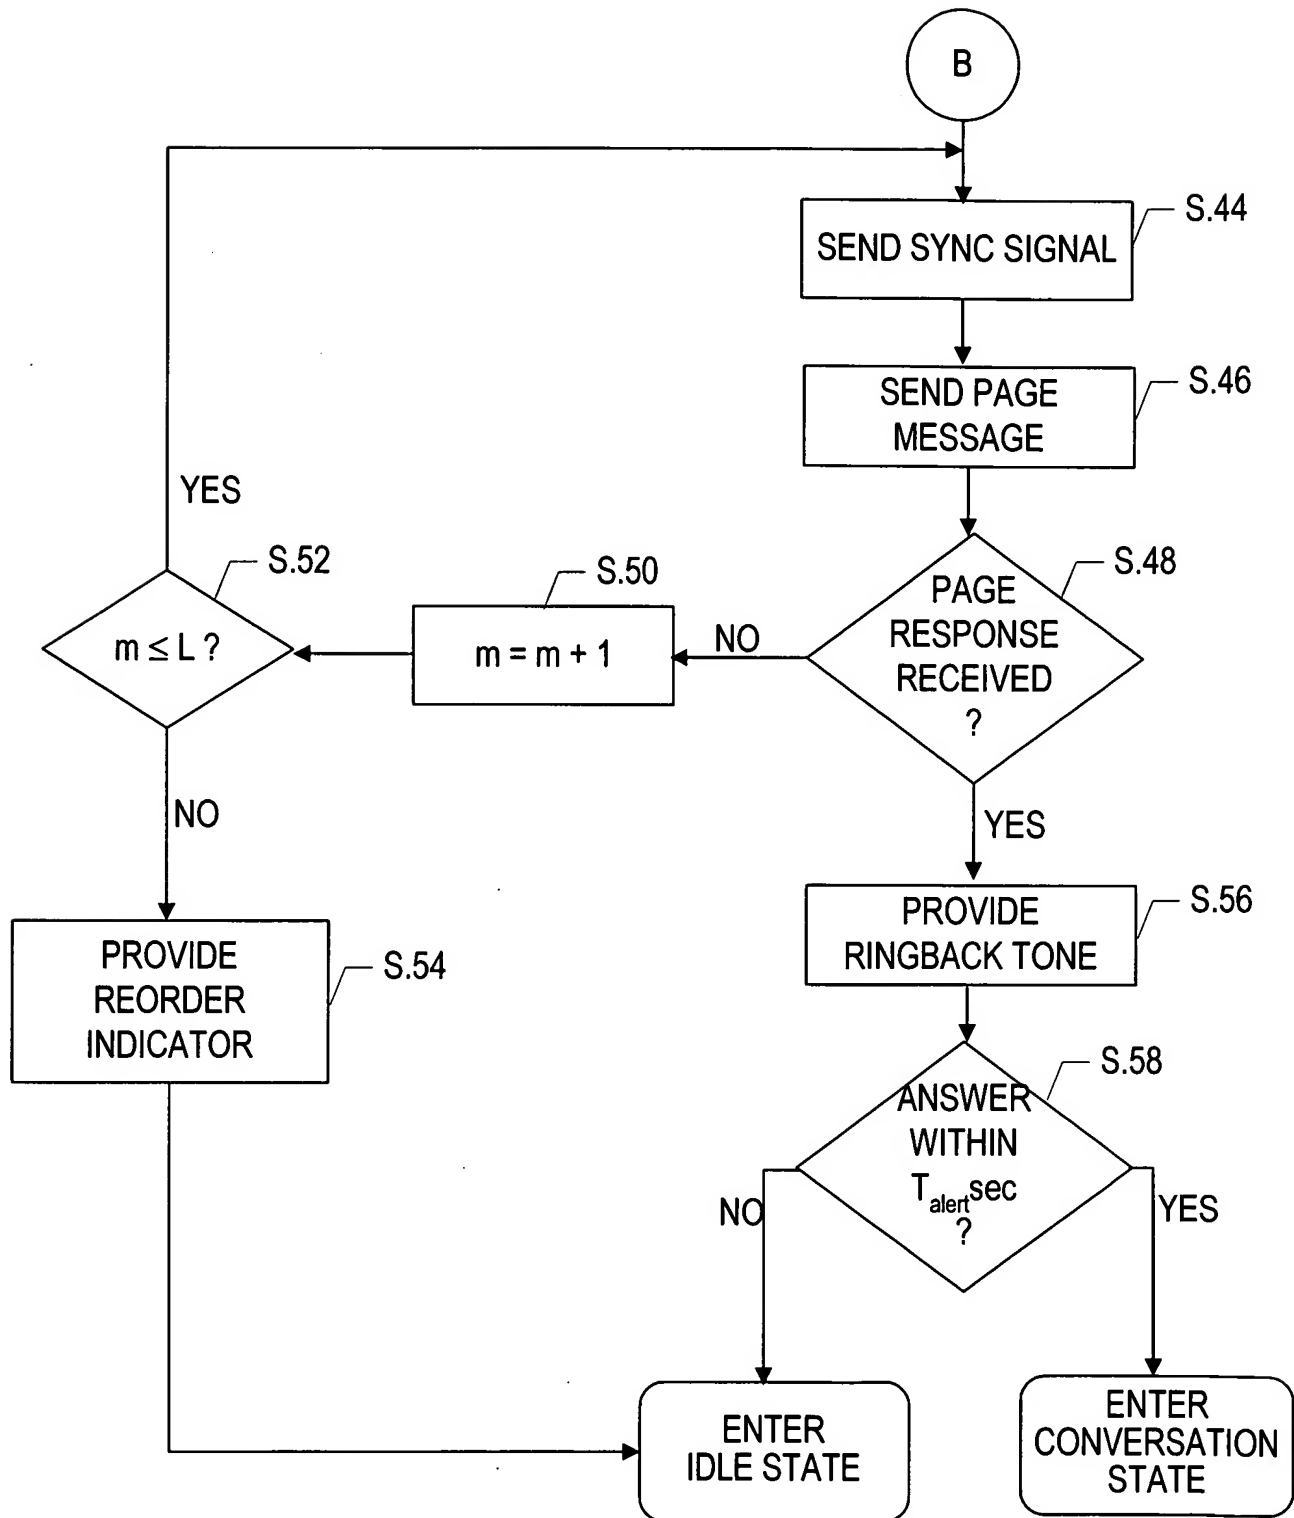 B
S.44
SEND SYNC SIGNAL
S.46
SEND PAGE
MESSAGE
YES
S.52
S.50
S.48
m ≤ L ?
m = m + 1
NO
PAGE
RESPONSE
RECEIVED
?
NO
YES
PROVIDE
REORDER
INDICATOR
S.54
PROVIDE
RINGBACK TONE
S.56
S.58
ANSWER
WITHIN
T_alert sec
?
NO
YES
ENTER
IDLE STATE
ENTER
CONVERSATION
STATE